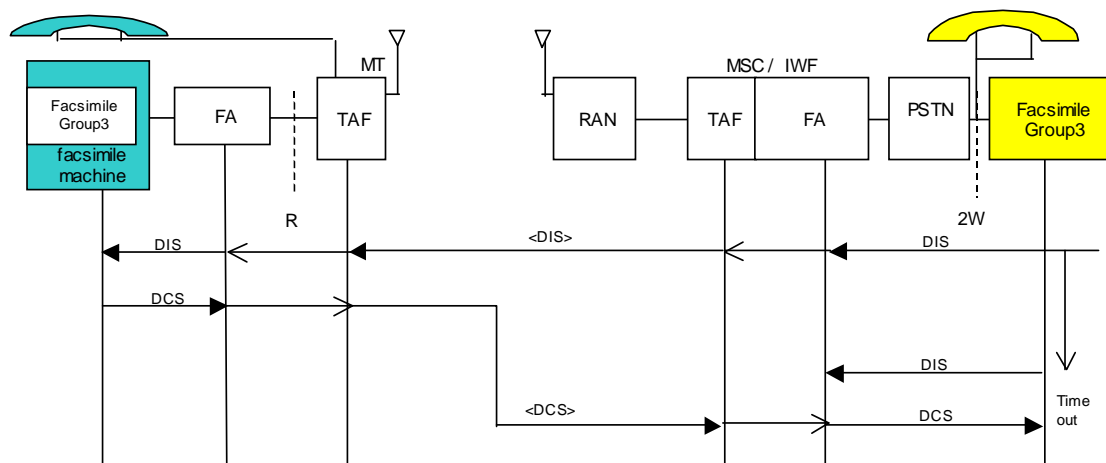 MT
MSC / IWF
Facsimile
Group3
facsimile
machine
FA
TAF
RAN
TAF
FA
PSTN
Facsimile
Group3
R
2W
DIS
<DIS>
DIS
DCS
DIS
<DCS>
DCS
Time
out